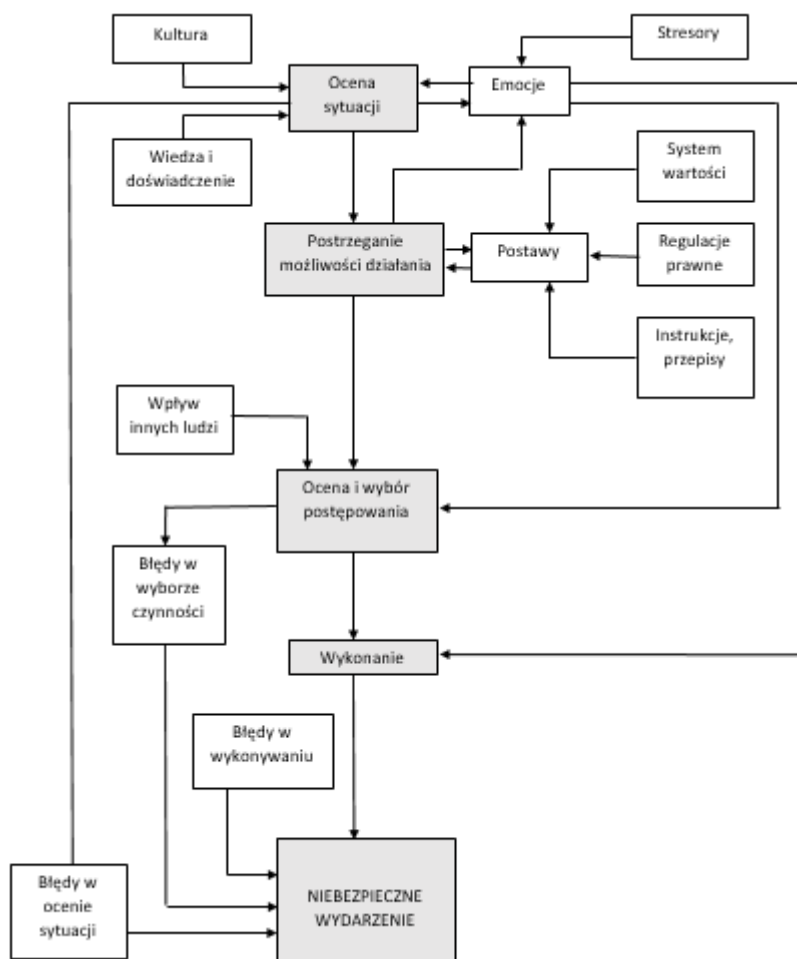 Kultura
Stresory
Ocena
sytuacji
Emocje
Wiedza i
doświadczenie
System
wartości
Postrzeganie
możliwości działania
Postawy
Regulacje
prawne
Instrukcje,
przepisy
Wpływ
innych ludzi
Ocena i wybór
postępowania
Błędy w
wyborze
czynności
Wykonanie
Błędy w
wykonywaniu
Błędy w
ocenie
sytuacji
NIEBEZPIECZNE
WYDARZENIE